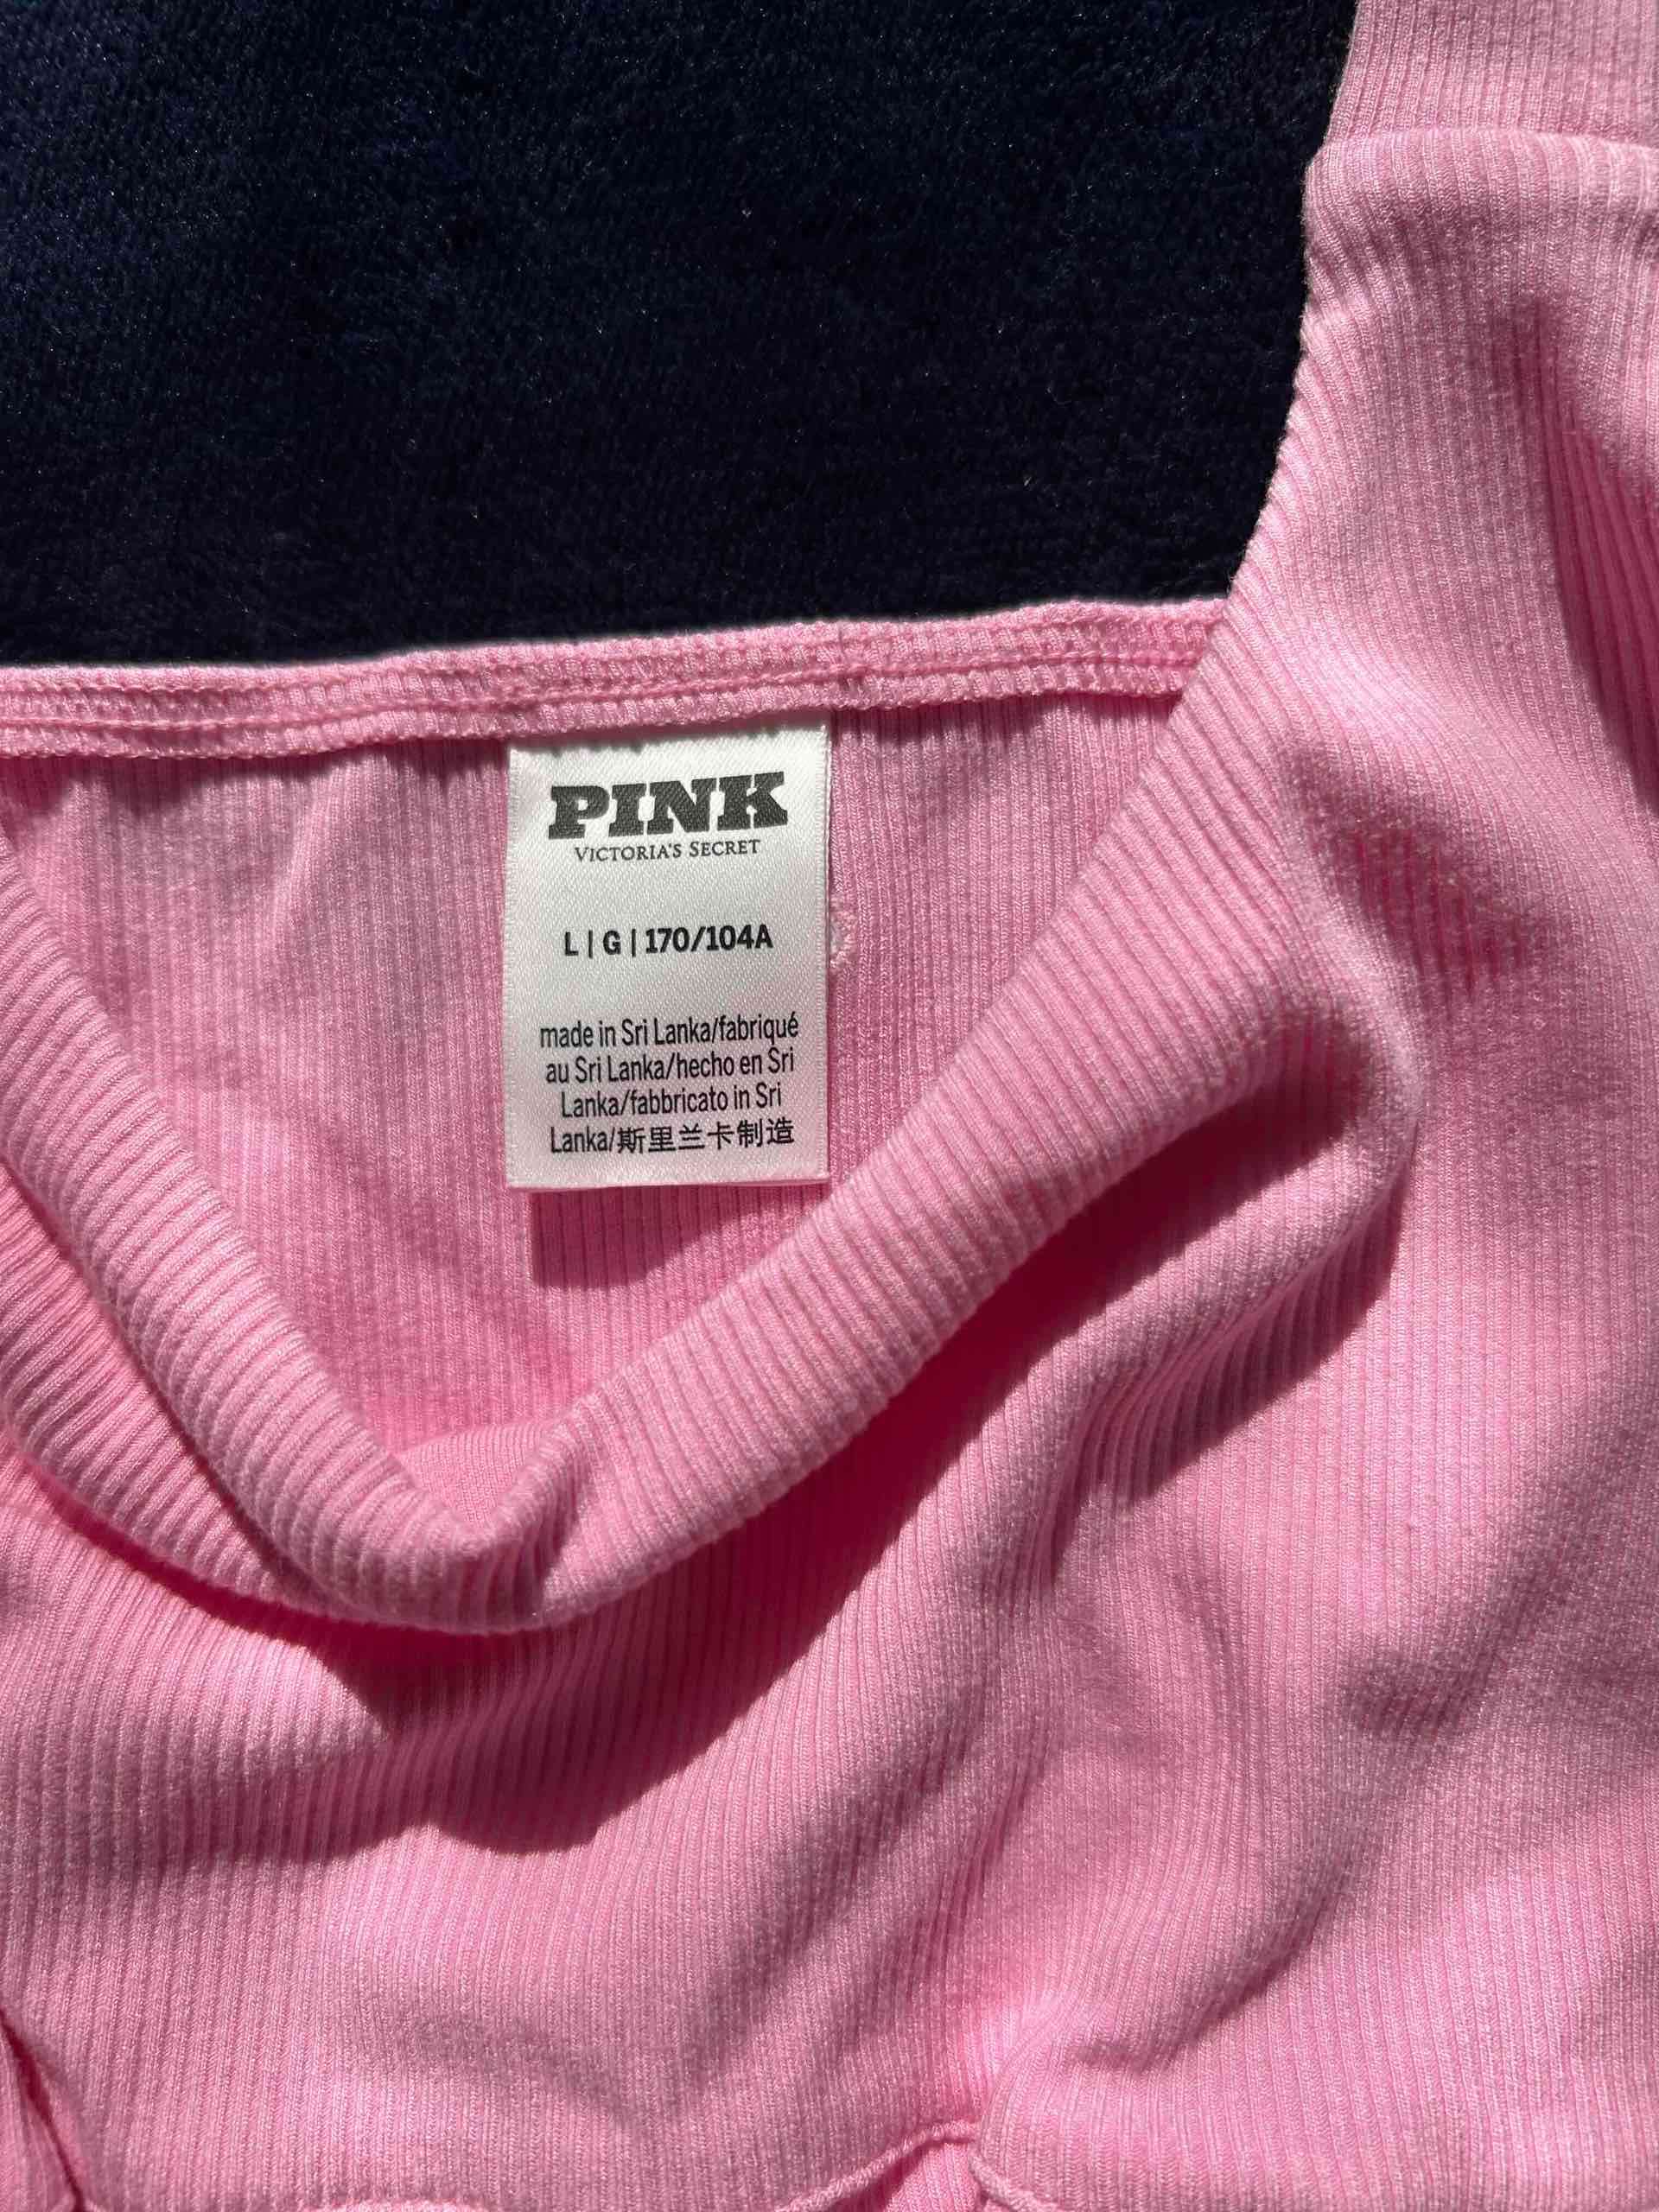 PINK
VICTORIA'S SECRET
L | G | 170/104A
made in Sri Lanka/fabriqué
au Sri Lanka/hecho en Sri
Lanka/fabbricato in Sri
Lanka/斯里兰卡制造